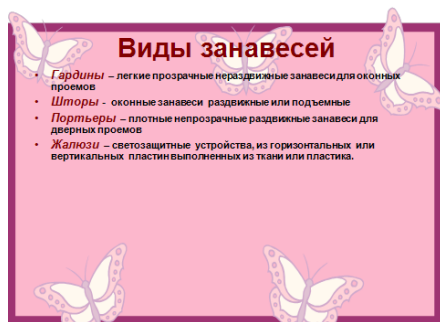 Виды занавесей
• Гардины – легкие прозрачные нераздвижные занавеси для оконных
проемов
• Шторы - оконные занавеси раздвижные или подъемные
• Портьеры – плотные непрозрачные раздвижные занавеси для
дверных проемов
• Жалюзи – светозащитные устройства, из горизонтальных или
вертикальных пластин выполненных из ткани или пластика.